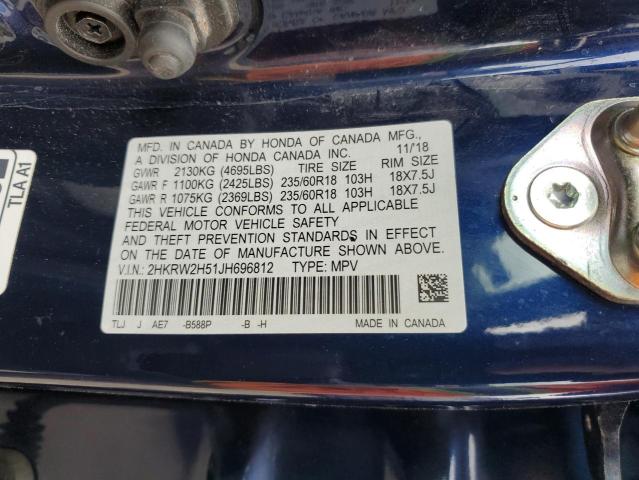 MFD. IN CANADA BY HONDA OF CANADA MFG.,
A DIVISION OF HONDA CANADA INC. 11/18
GVWR 2130KG (4695LBS) TIRE SIZE RIM SIZE
GAWR F 1100KG (2425LBS) 235/60R18 103H 18X7.5J
GAWR R 1075KG (2369LBS) 235/60R18 103H 18X7.5J
THIS VEHICLE CONFORMS TO ALL APPLICABLE
FEDERAL MOTOR VEHICLE SAFETY
AND THEFT PREVENTION STANDARDS IN EFFECT
ON THE DATE OF MANUFACTURE SHOWN ABOVE.
V.I.N.: 2HKRW2H51JH696812 TYPE: MPV
TLJ J AE7 -B588P -B -H MADE IN CANADA
TLA A1